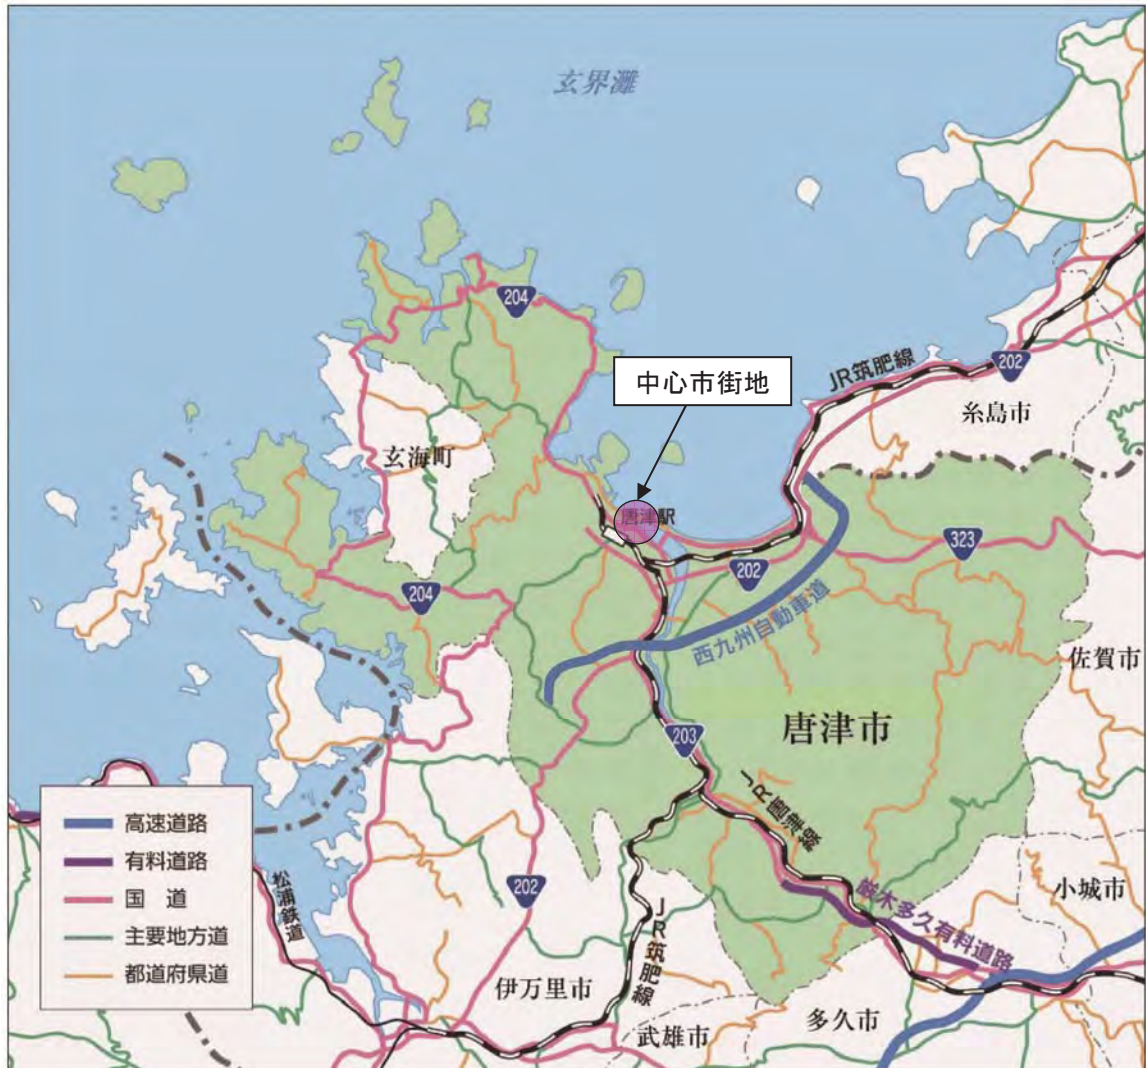 玄界灘
204
中心市街地
JR筑肥線
202
糸島市
玄海町
唐津駅
323
202
204
西九州自動車道
佐賀市
唐津市
203
JR唐津線
高速道路
有料道路
国　道
主要地方道
都道府県道
松浦鉄道
202
JR筑肥線
厳木多久有料道路
小城市
伊万里市
武雄市
多久市